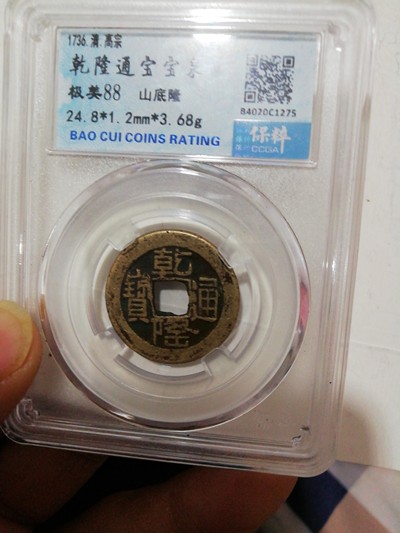 1736.清.高宗
乾隆通宝宝泉
极美88 山底隆
24.8*1.2mm*3.68g
BAO CUI COINS RATING
B4020C1275
保粹
CCGA
乾隆通寶